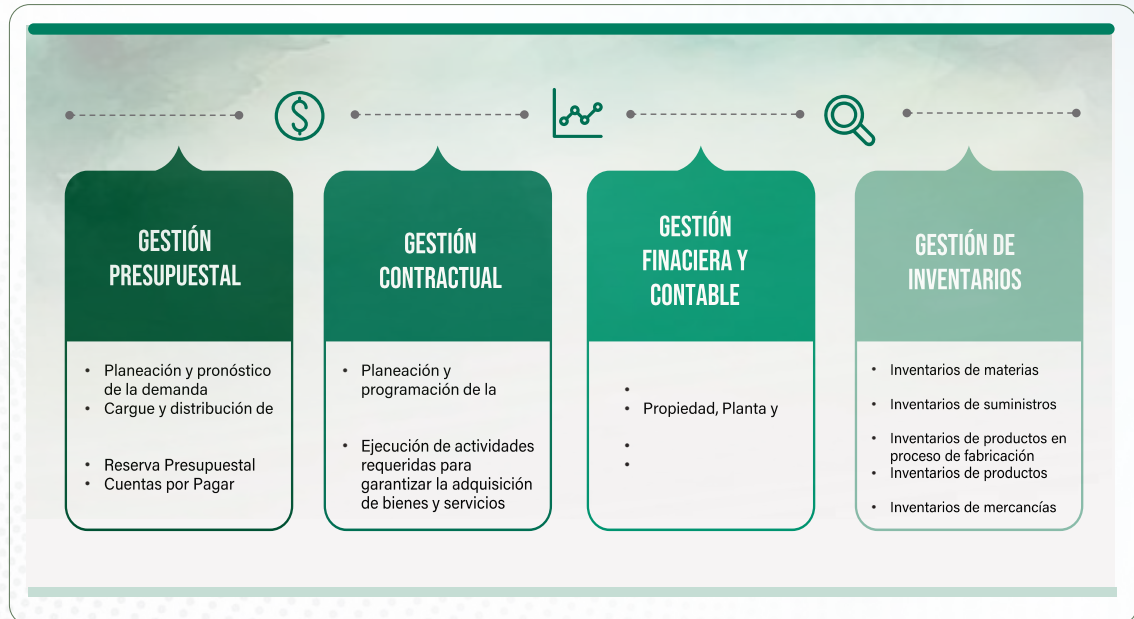 GESTIÓN
PRESUPUESTAL
• Planeación y pronóstico
de la demanda
• Cargue y distribución de
• Reserva Presupuestal
• Cuentas por Pagar
GESTIÓN
CONTRACTUAL
• Planeación y
programación de la
• Ejecución de actividades
requeridas para
garantizar la adquisición
de bienes y servicios
GESTIÓN
FINACIERA Y
CONTABLE
•
• Propiedad, Planta y
•
•
GESTIÓN DE
INVENTARIOS
• Inventarios de materias
• Inventarios de suministros
• Inventarios de productos en
proceso de fabricación
• Inventarios de productos
• Inventarios de mercancías